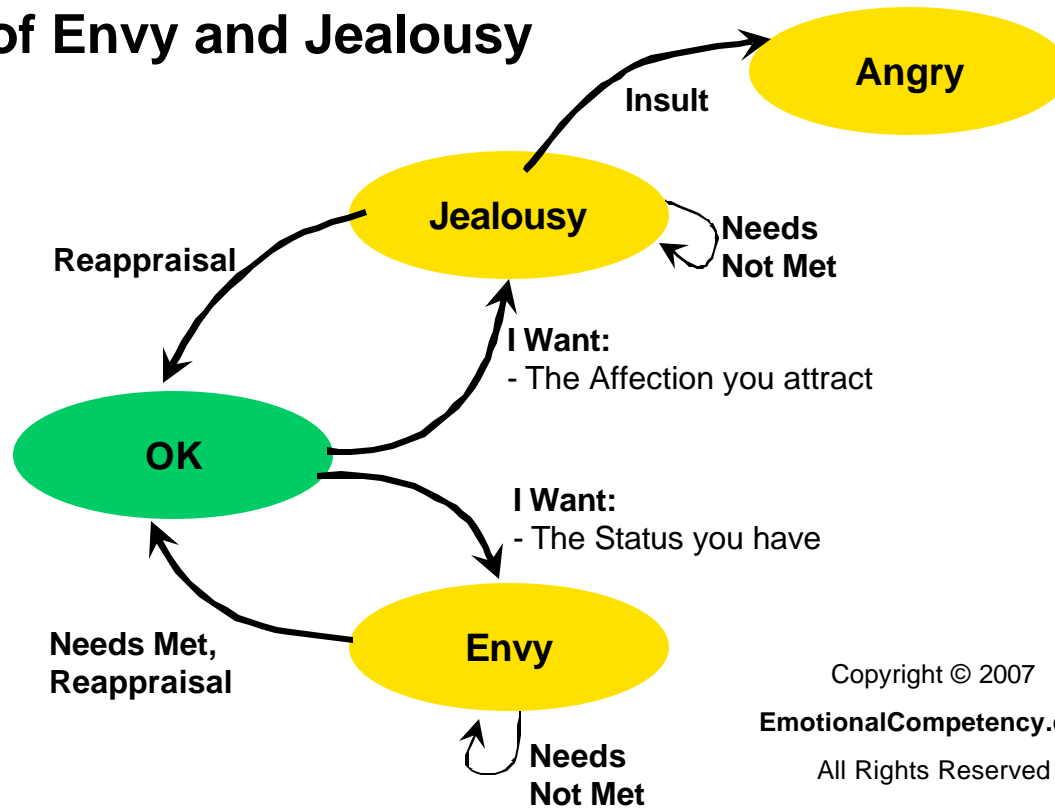 of Envy and Jealousy
Angry
Insult
Jealousy
Needs
Not Met
Reappraisal
I Want:
- The Affection you attract
OK
I Want:
- The Status you have
Needs Met,
Reappraisal
Envy
Needs
Not Met
Copyright © 2007
EmotionalCompetency.
All Rights Reserved